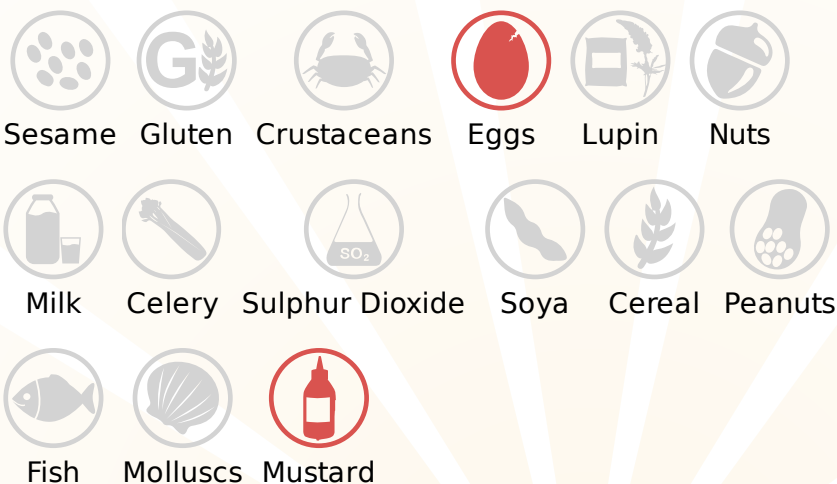 G
Sesame Gluten Crustaceans Eggs Lupin Nuts
SO₂
Milk Celery Sulphur Dioxide Soya Cereal Peanuts
Fish Molluscs Mustard